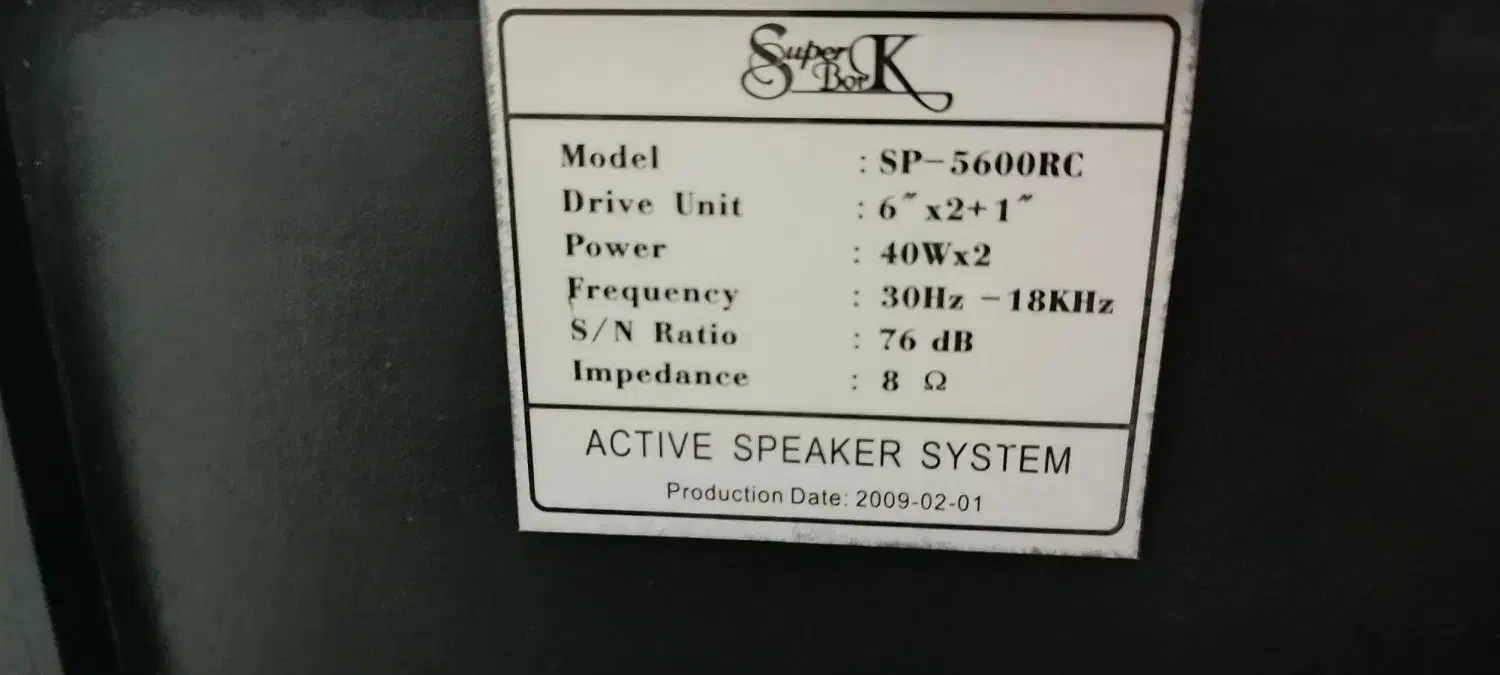 Super Bor K
Model : SP-5600RC
Drive Unit : 6˝x2+1˝
Power : 40Wx2
Frequency : 30Hz -18KHz
S/N Ratio : 76 dB
Impedance : 8 Ω
ACTIVE SPEAKER SYSTEM
Production Date: 2009-02-01